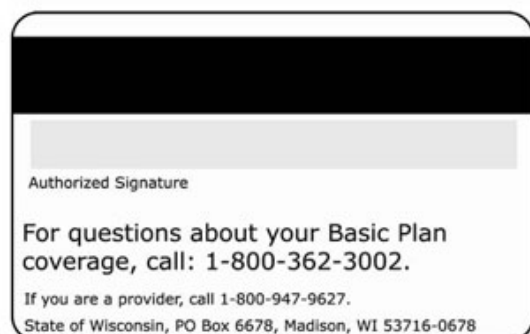 Authorized Signature
For questions about your Basic Plan
coverage, call: 1-800-362-3002.
If you are a provider, call 1-800-947-9627.
State of Wisconsin, PO Box 6678, Madison, WI 53716-0678